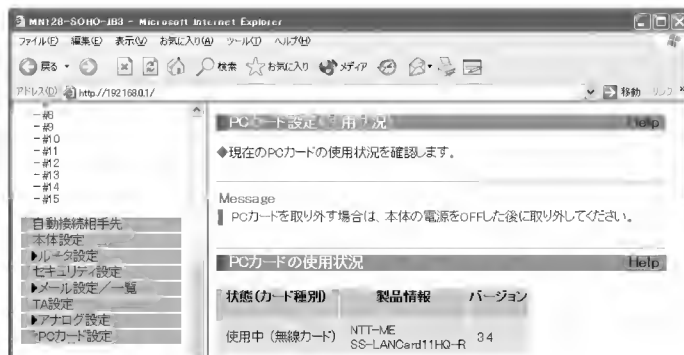 MN128-SOHO-IB3 - Microsoft Internet Explorer
ファイル(F) 編集(E) 表示(V) お気に入り(A) ツール(T) ヘルプ(H)
戻る 検索 お気に入り メディア
アドレス(D) http://192.168.0.1/ 移動 リンク »
-#8
-#9
-#10
-#11
-#12
-#13
-#14
-#15
自動接続相手先
本体設定
▶ルータ設定
セキュリティ設定
▶メール設定/一覧
TA設定
▶アナログ設定
PCカード設定
PCカード設定 Help
◆現在のPCカードの使用状況を確認します。
Message
PCカードを取り外す場合は、本体の電源をOFFした後に取り外してください。
PCカードの使用状況 Help
状態(カード種別) 製品情報 バージョン
使用中(無線カード) NTT-ME SS-LANCard11HQ-R 3.4